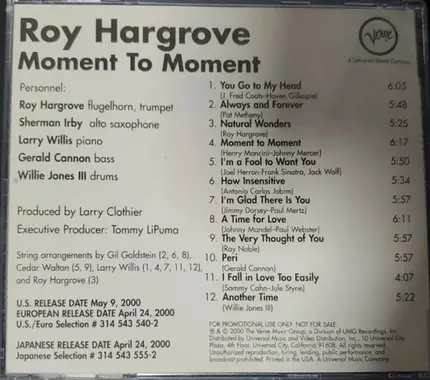 Roy Hargrove
Moment To Moment
Verve
A Universal Music Company
Personnel:
Roy Hargrove flugelhorn, trumpet
Sherman Irby alto saxophone
Larry Willis piano
Gerald Cannon bass
Willie Jones III drums
Produced by Larry Clothier
Executive Producer: Tommy LiPuma
String arrangements by Gil Goldstein (2, 6, 8),
Cedar Walton (5, 9), Larry Willis (1, 4, 7, 11, 12),
and Roy Hargrove (3)
U.S. RELEASE DATE May 9, 2000
EUROPEAN RELEASE DATE April 24, 2000
U.S./Euro Selection # 314 543 540-2
JAPANESE RELEASE DATE April 24, 2000
Japanese Selection # 314 543 555-2
1. You Go to My Head 6:05
(J. Fred Coots-Haven Gillespie)
2. Always and Forever 5:48
(Pat Metheny)
3. Natural Wonders 5:25
(Roy Hargrove)
4. Moment to Moment 6:17
(Henry Mancini-Johnny Mercer)
5. I'm a Fool to Want You 5:50
(Joel Herron-Frank Sinatra, Jack Wolf)
6. How Insensitive 5:34
(Antonio Carlos Jobim)
7. I'm Glad There Is You 5:57
(Jimmy Dorsey-Paul Mertz)
8. A Time for Love 6:11
(Johnny Mandel-Paul Webster)
9. The Very Thought of You 5:57
(Ray Noble)
10. Peri 5:57
(Gerald Cannon)
11. I Fall in Love Too Easily 4:07
(Sammy Cahn-Jule Styne)
12. Another Time 5:22
(Willie Jones III)
FOR PROMOTIONAL USE ONLY. NOT FOR SALE.
℗ & © 2000 The Verve Music Group, a Division of UMG Recordings, Inc.
Distributed by Universal Music and Video Distribution, Inc., 10 Universal City
Plaza, 4th Floor, Universal City, California 91608. All rights reserved.
Unauthorized reproduction, hiring, lending, public performance, and
broadcast prohibited. Printed in the USA. A Universal Music Company